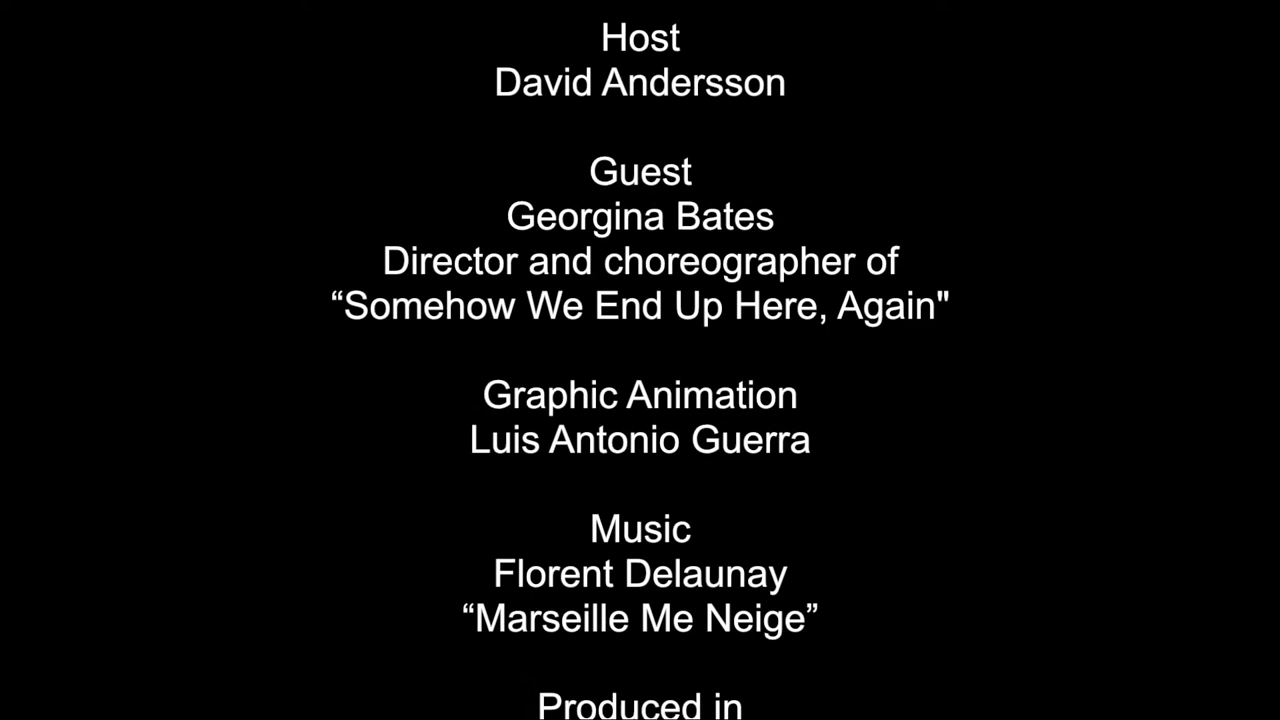 Host
David Andersson
Guest
Georgina Bates
Director and choreographer of
“Somehow We End Up Here, Again"
Graphic Animation
Luis Antonio Guerra
Music
Florent Delaunay
“Marseille Me Neige”
Produced in